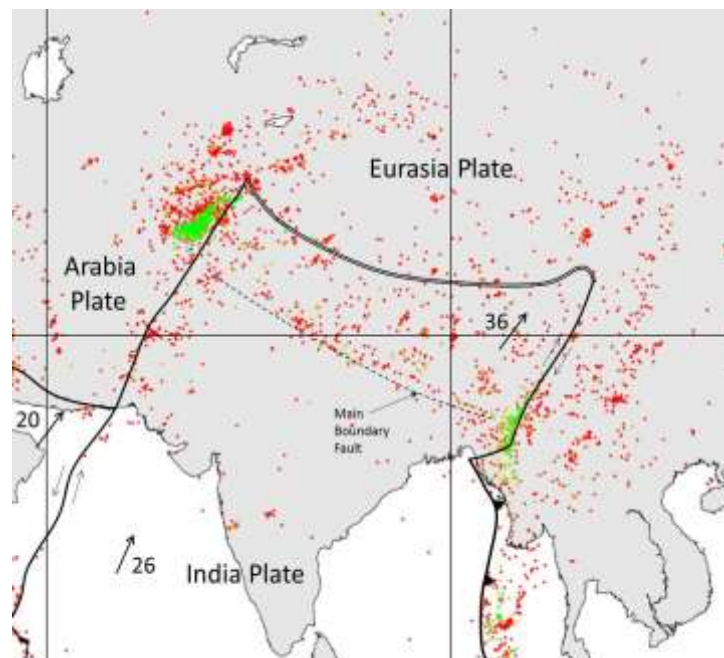 Eurasia Plate
Arabia
Plate
36
20
Main
Boundary
Fault
26
India Plate